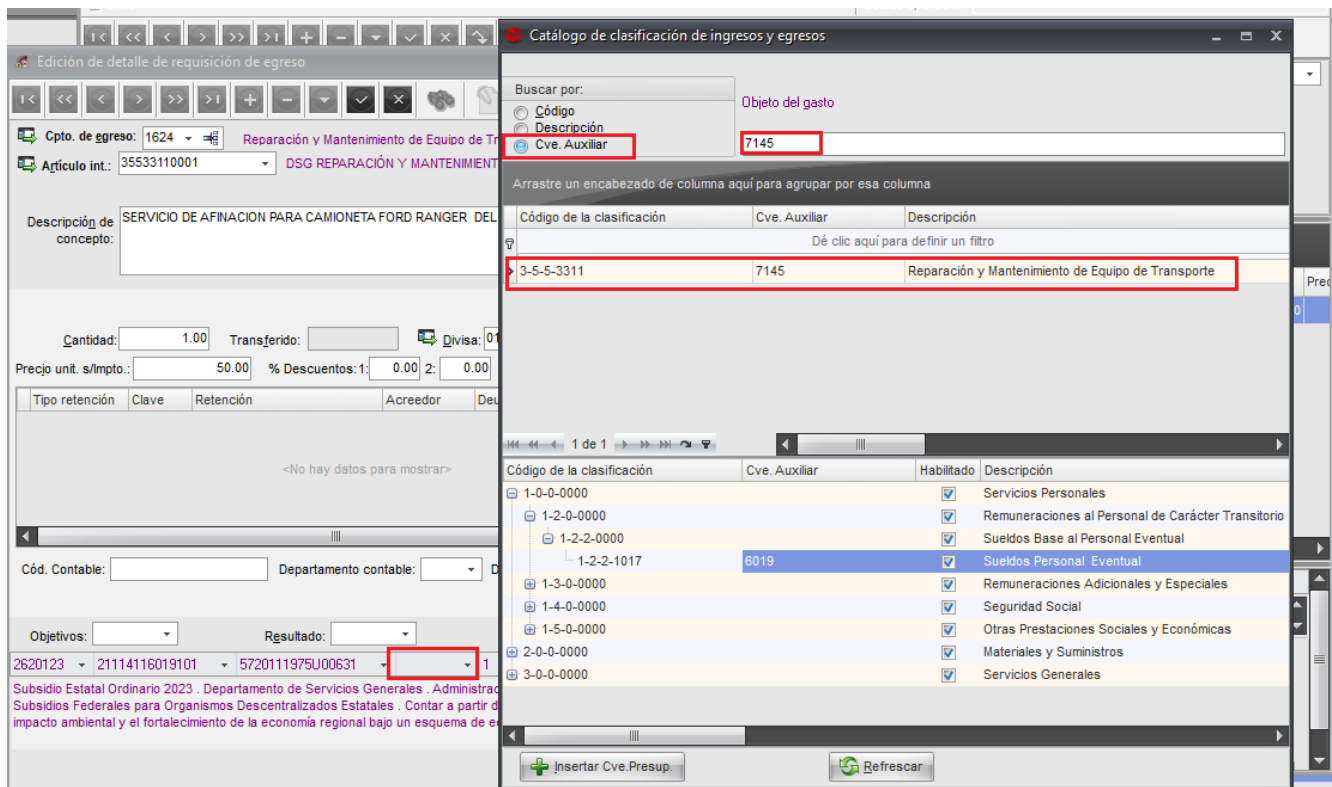 Catálogo de clasificación de ingresos y egresos
Edición de detalle de requisición de egreso
Cpto. de egreso: 1624 Reparación y Mantenimiento de Equipo de Tr
Artículo int.: 35533110001 DSG REPARACIÓN Y MANTENIMIENT
Descripción de concepto: SERVICIO DE AFINACION PARA CAMIONETA FORD RANGER DEL
Cantidad: 1.00 Transferido: Divisa: 01
Precio unit. s/Impto.: 50.00 % Descuentos: 1: 0.00 2: 0.00
Tipo retención Clave Retención Acreedor Deu
<No hay datos para mostrar>
Cód. Contable: Departamento contable: D
Objetivos: Resultado:
2620123 21114116019101 5720111975U00631 1
Subsidio Estatal Ordinario 2023 . Departamento de Servicios Generales . Administrac
Subsidios Federales para Organismos Descentralizados Estatales . Contar a partir d
impacto ambiental y el fortalecimiento de la economía regional bajo un esquema de e
Buscar por:
Código
Descripción
Cve. Auxiliar
Objeto del gasto
7145
Arrastre un encabezado de columna aquí para agrupar por esa columna
Código de la clasificación Cve. Auxiliar Descripción
Dé clic aquí para definir un filtro
3-5-5-3311 7145 Reparación y Mantenimiento de Equipo de Transporte
1 de 1
Código de la clasificación Cve. Auxiliar Habilitado Descripción
1-0-0-0000 Servicios Personales
1-2-0-0000 Remuneraciones al Personal de Carácter Transitorio
1-2-2-0000 Sueldos Base al Personal Eventual
1-2-2-1017 6019 Sueldos Personal Eventual
1-3-0-0000 Remuneraciones Adicionales y Especiales
1-4-0-0000 Seguridad Social
1-5-0-0000 Otras Prestaciones Sociales y Económicas
2-0-0-0000 Materiales y Suministros
3-0-0-0000 Servicios Generales
Insertar Cve.Presup. Refrescar
Prec
0